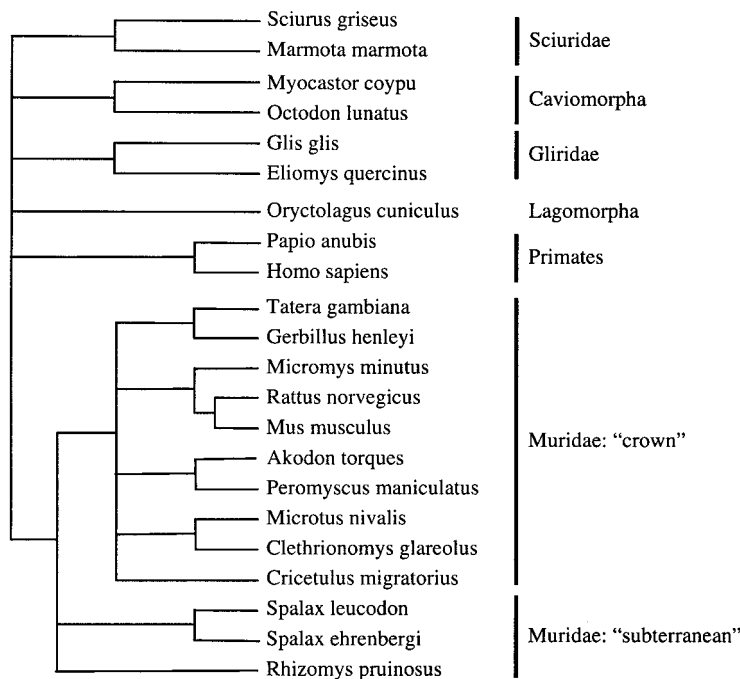 Sciurus griseus
Marmota marmota
Sciuridae
Myocastor coypu
Octodon lunatus
Caviomorpha
Glis glis
Eliomys quercinus
Gliridae
Oryctolagus cuniculus
Lagomorpha
Papio anubis
Homo sapiens
Primates
Tatera gambiana
Gerbillus henleyi
Micromys minutus
Rattus norvegicus
Mus musculus
Akodon torques
Peromyscus maniculatus
Microtus nivalis
Clethrionomys glareolus
Cricetulus migratorius
Muridae: “crown”
Spalax leucodon
Spalax ehrenbergi
Rhizomys pruinosus
Muridae: “subterranean”